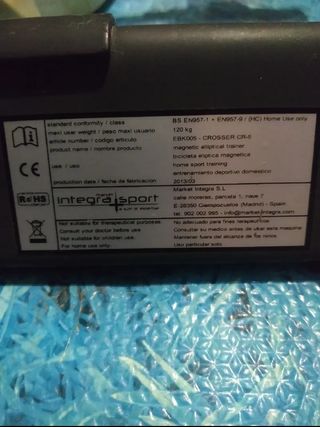 standard conformity / class BS EN957-1 + EN957-9 / (HC) Home Use only
maxi user weight / peso maxi usuario 120 kg
article number / codigo articulo EBK005 - CROSSER CR-5
product name / nombre producto magnetic elliptical trainer
bicicleta eliptica magnetica
use / uso home sport training
entrenamiento deportivo domestico
production date / fecha de fabricación 2013/03
CE
Market Integra S.L
RoHS
market
integra sport
calle moreras, parcela 1, nave 7
E-28350 Ciempozuelos (Madrid) - Spain
tel. 902 002 995 - info@market-integra.com
Not suitable for therapeutical purposes No adecuado para fines terapeúticos
Consult your doctor before use Consultar su medico antes de usar esta maquina
Not suitable for children Mantener fuera del alcance de los ninos
For home use only Uso particular solo